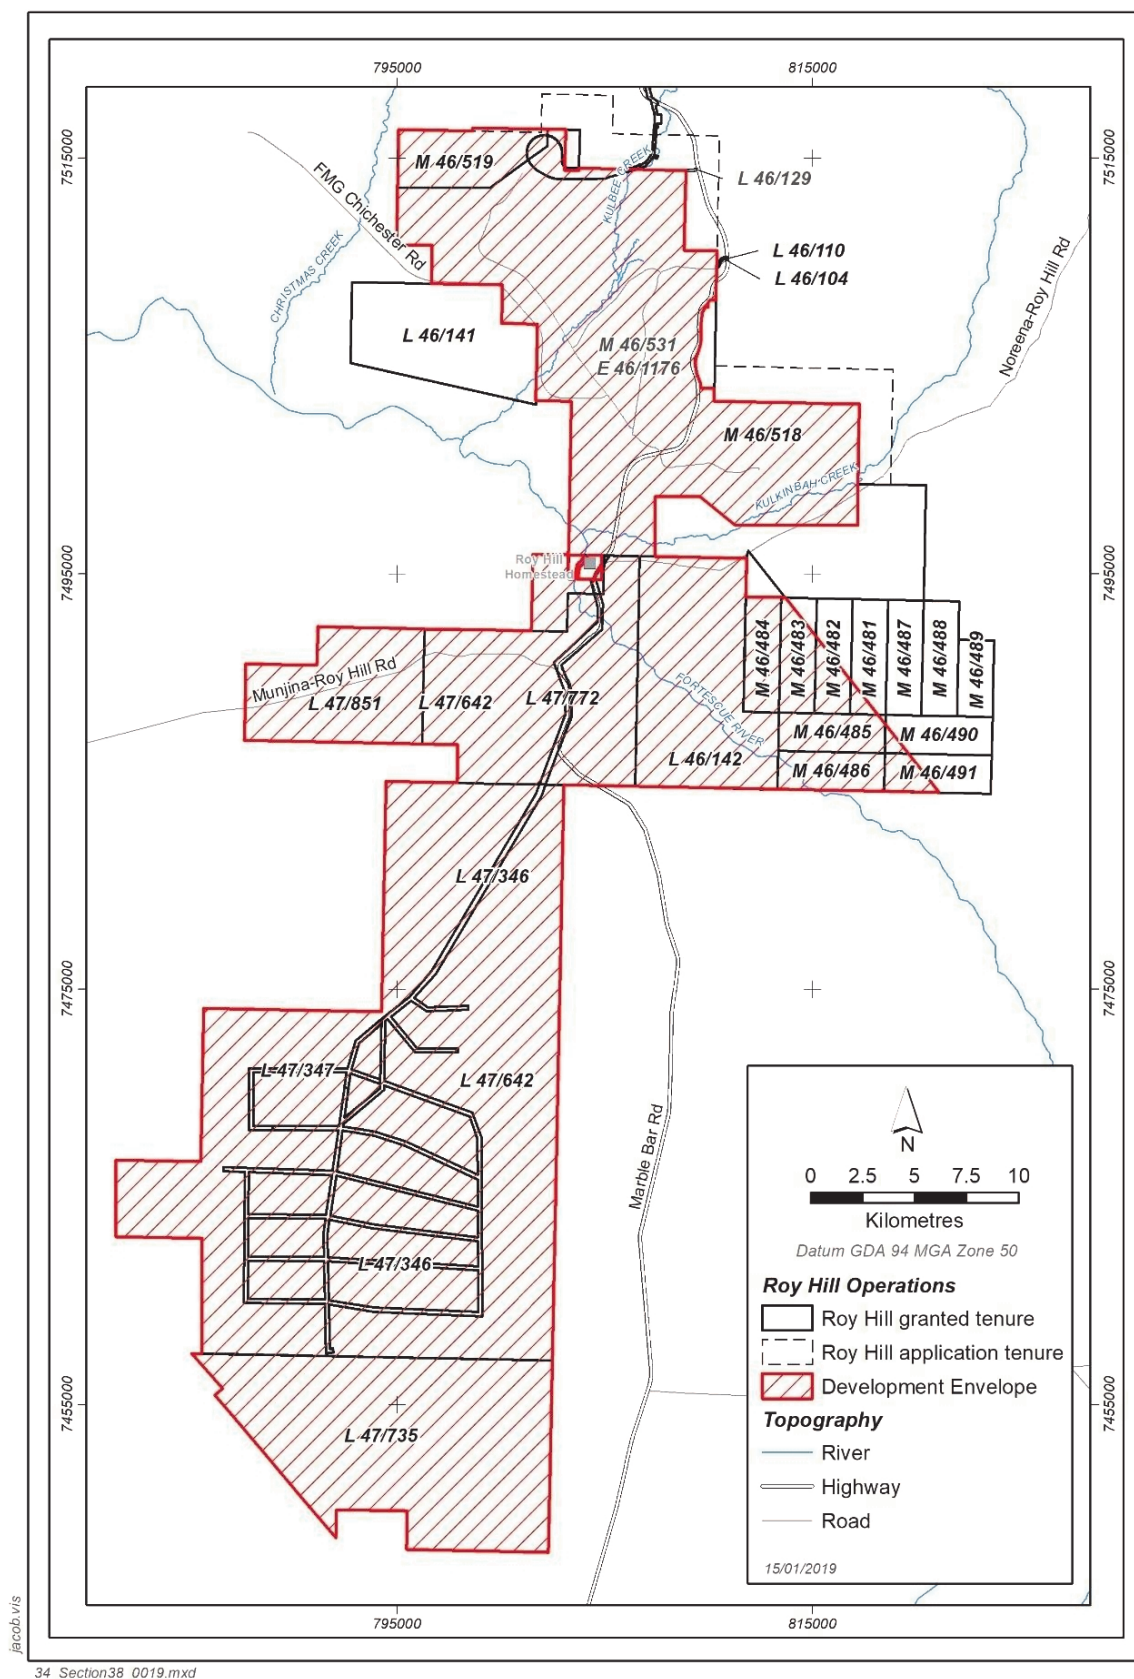 795000
815000
7515000
7515000
M 46/519
FMG Chichester Rd
KULBEE CREEK
L 46/129
CHRISTMAS CREEK
L 46/110
L 46/104
Noreena-Roy Hill Rd
L 46/141
M 46/531
E 46/1176
M 46/518
KULKINBAH CREEK
7495000
Roy Hill
Homestead
7495000
M 46/484
M 46/483
M 46/482
M 46/481
M 46/487
M 46/488
M 46/489
Munjina-Roy Hill Rd
L 47/851
L 47/642
L 47/772
FORTESCUE RIVER
L 46/142
M 46/485
M 46/490
M 46/486
M 46/491
L 47/346
7475000
7475000
L 47/347
L 47/642
Marble Bar Rd
L 47/346
7455000
7455000
L 47/735
N
0 2.5 5 7.5 10
Kilometres
Datum GDA 94 MGA Zone 50
Roy Hill Operations
Roy Hill granted tenure
Roy Hill application tenure
Development Envelope
Topography
River
Highway
Road
15/01/2019
795000
815000
jacob.vis
34_Section38_0019.mxd